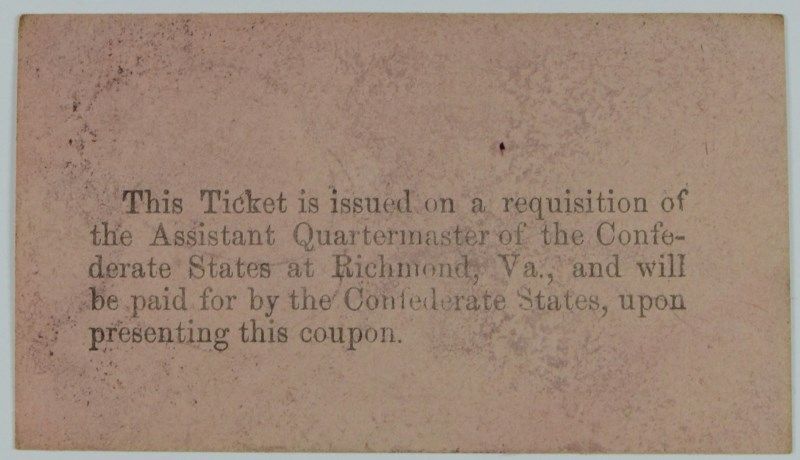 This Ticket is issued on a requisition of
the Assistant Quartermaster of the Confe-
derate States at Richmond, Va., and will
be paid for by the Confederate States, upon
presenting this coupon.